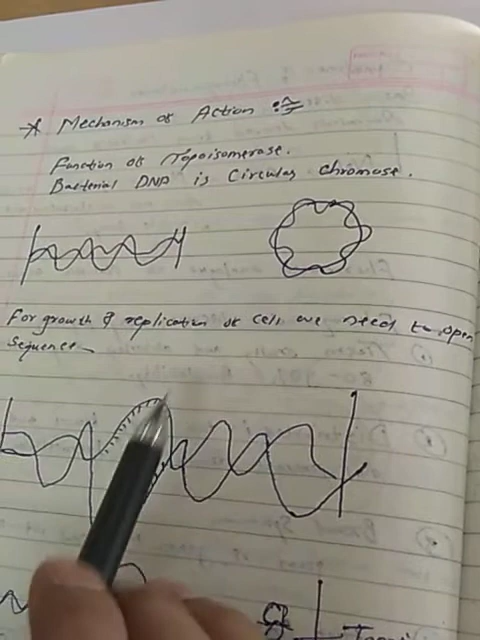 * Mechanism of Action :-
Function of Topoisomerase.
Bacterial DNA is Circular chromose.
For growth & replication of cell we need to open
sequence